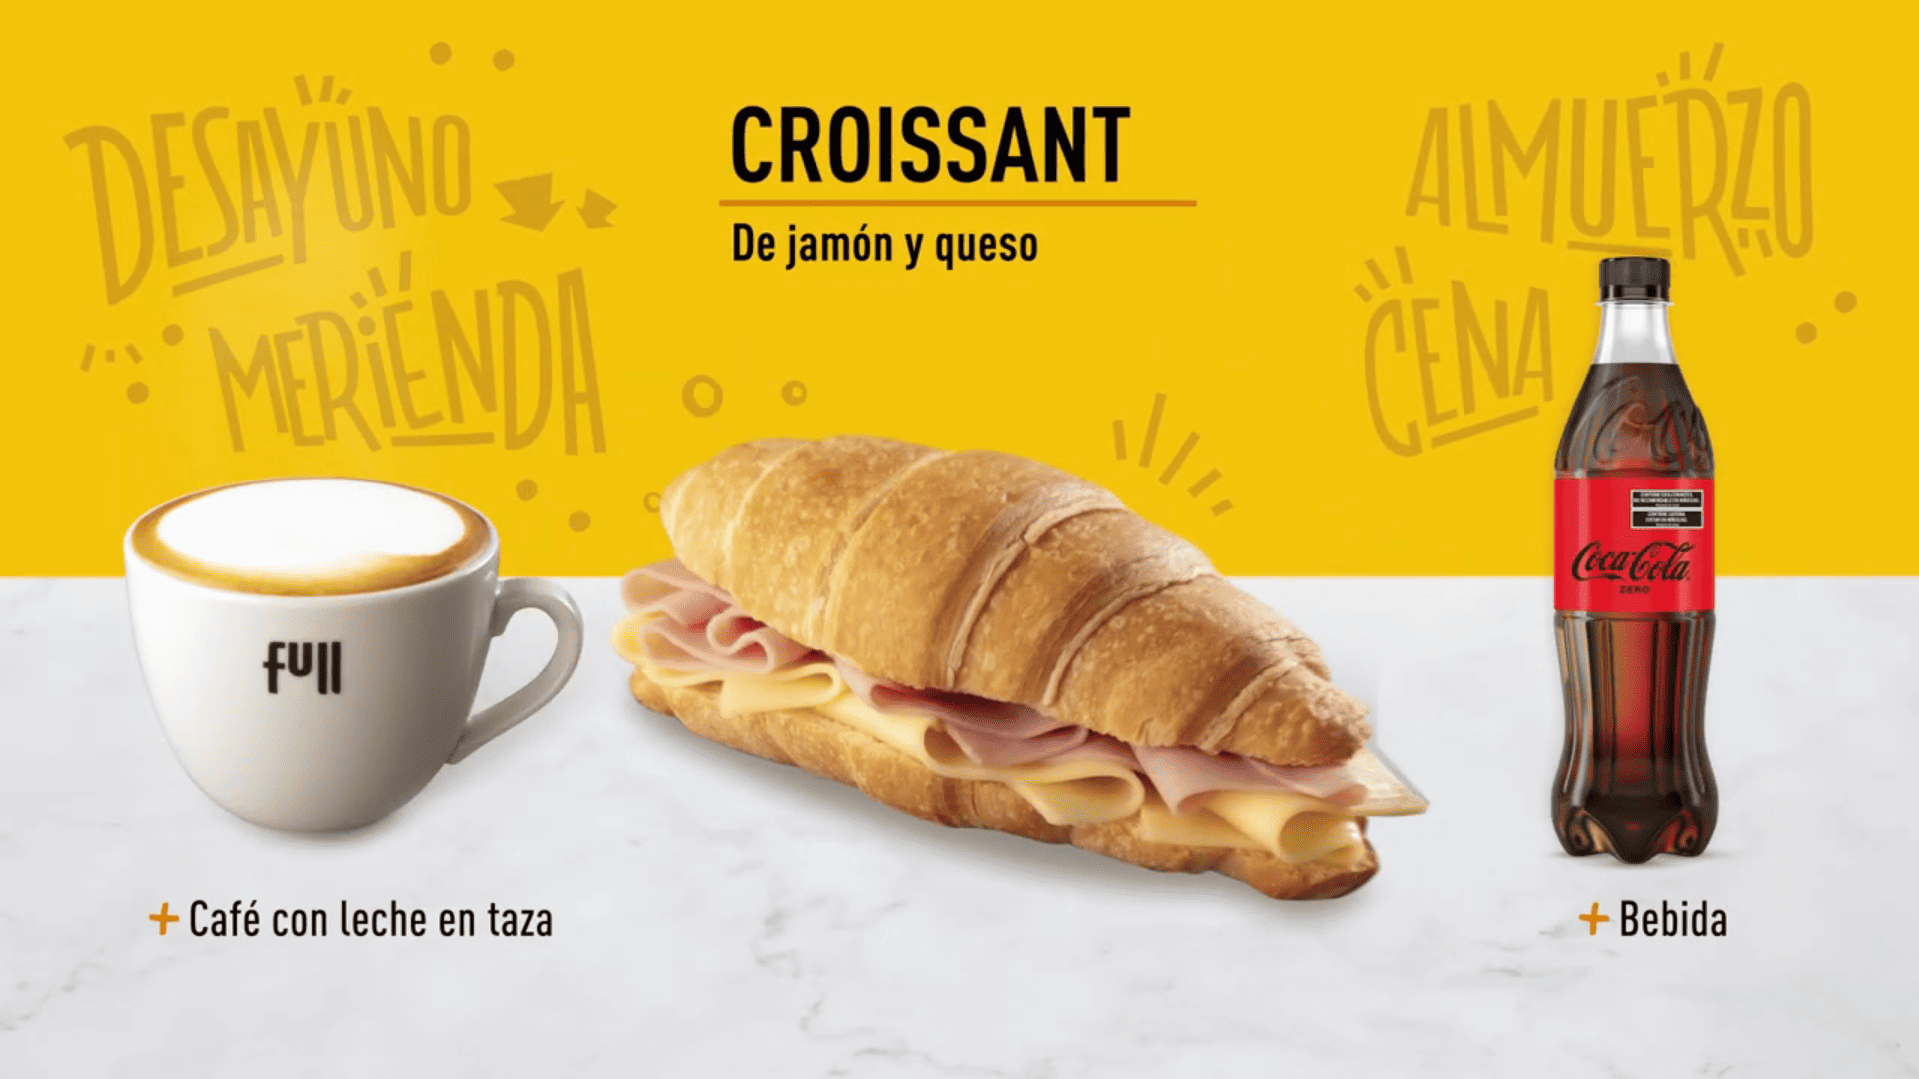 DESAYUNO
MERIENDA
CROISSANT
De jamón y queso
ALMUERZO
CENA
full
Coca-Cola
ZERO
+ Café con leche en taza
+ Bebida